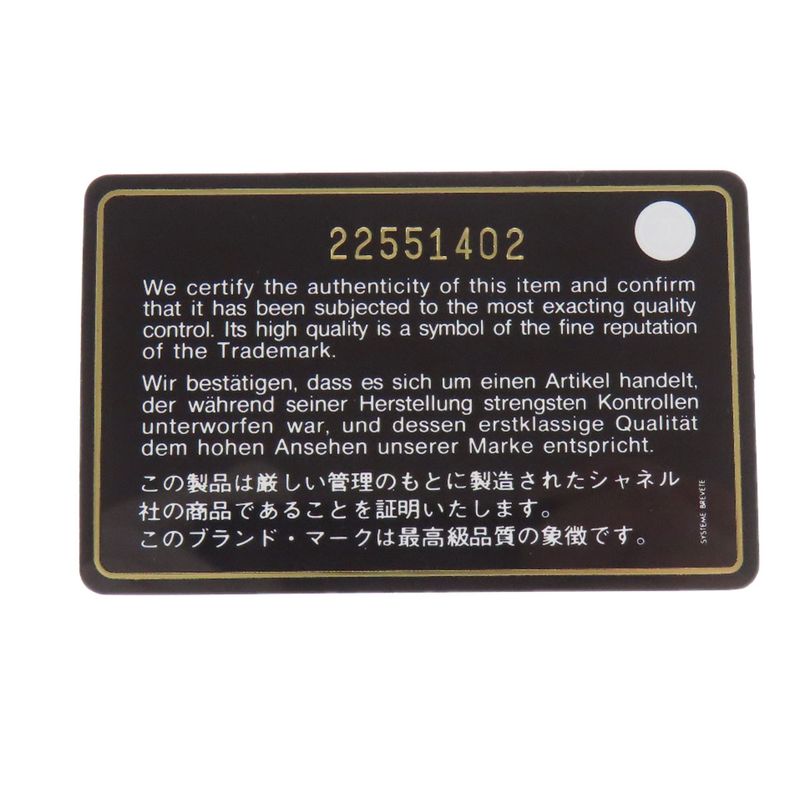 22551402
We certify the authenticity of this item and confirm
that it has been subjected to the most exacting quality
control. Its high quality is a symbol of the fine reputation
of the Trademark.
Wir bestätigen, dass es sich um einen Artikel handelt,
der während seiner Herstellung strengsten Kontrollen
unterworfen war, und dessen erstklassige Qualität
dem hohen Ansehen unserer Marke entspricht.
この製品は厳しい管理のもとに製造されたシャネル
社の商品であることを証明いたします。
このブランド・マークは最高級品質の象徴です。
SYSTEME BREVETE